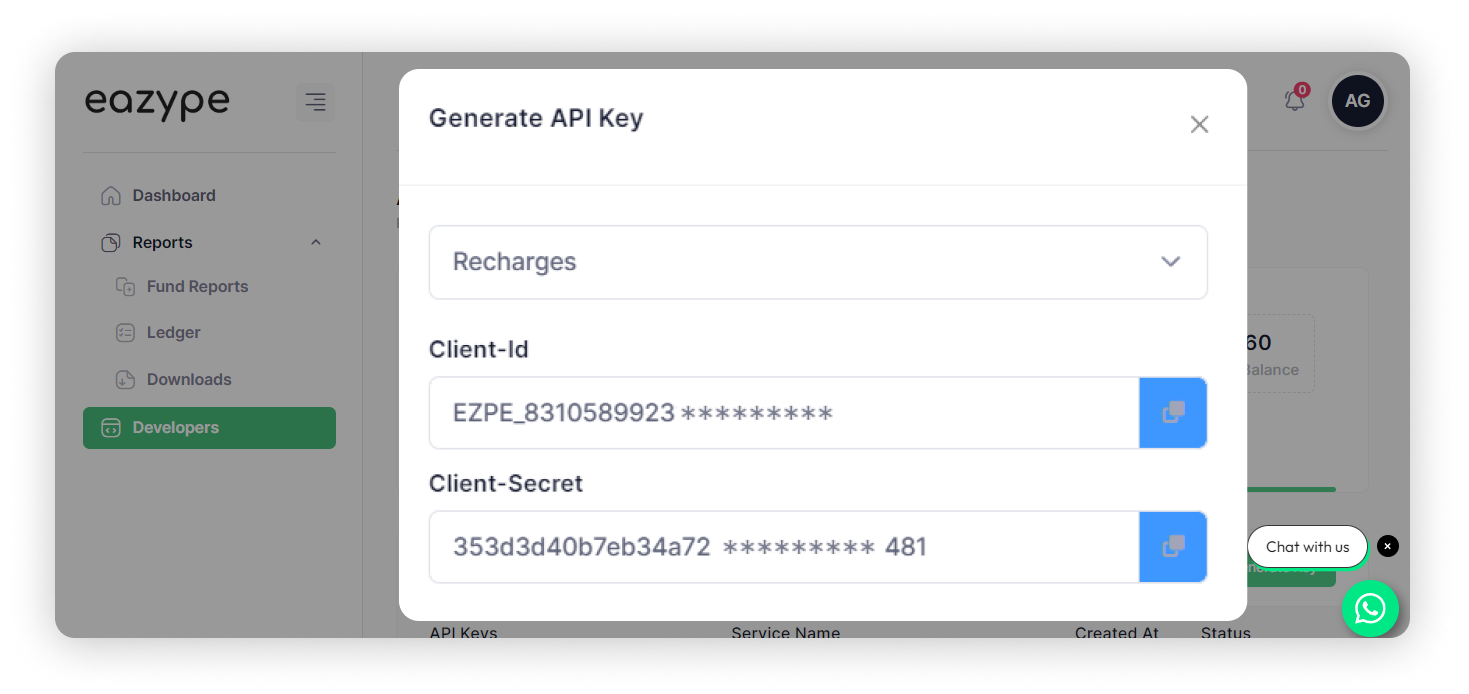 eazype
Generate API Key
0
AG
Dashboard
Reports
Fund Reports
Ledger
Downloads
Developers
Recharges
60
Balance
Client-Id
EZPE_8310589923 *********
Client-Secret
353d3d40b7eb34a72 ********* 481
Chat with us
API Keys
Service Name
Created At
Status